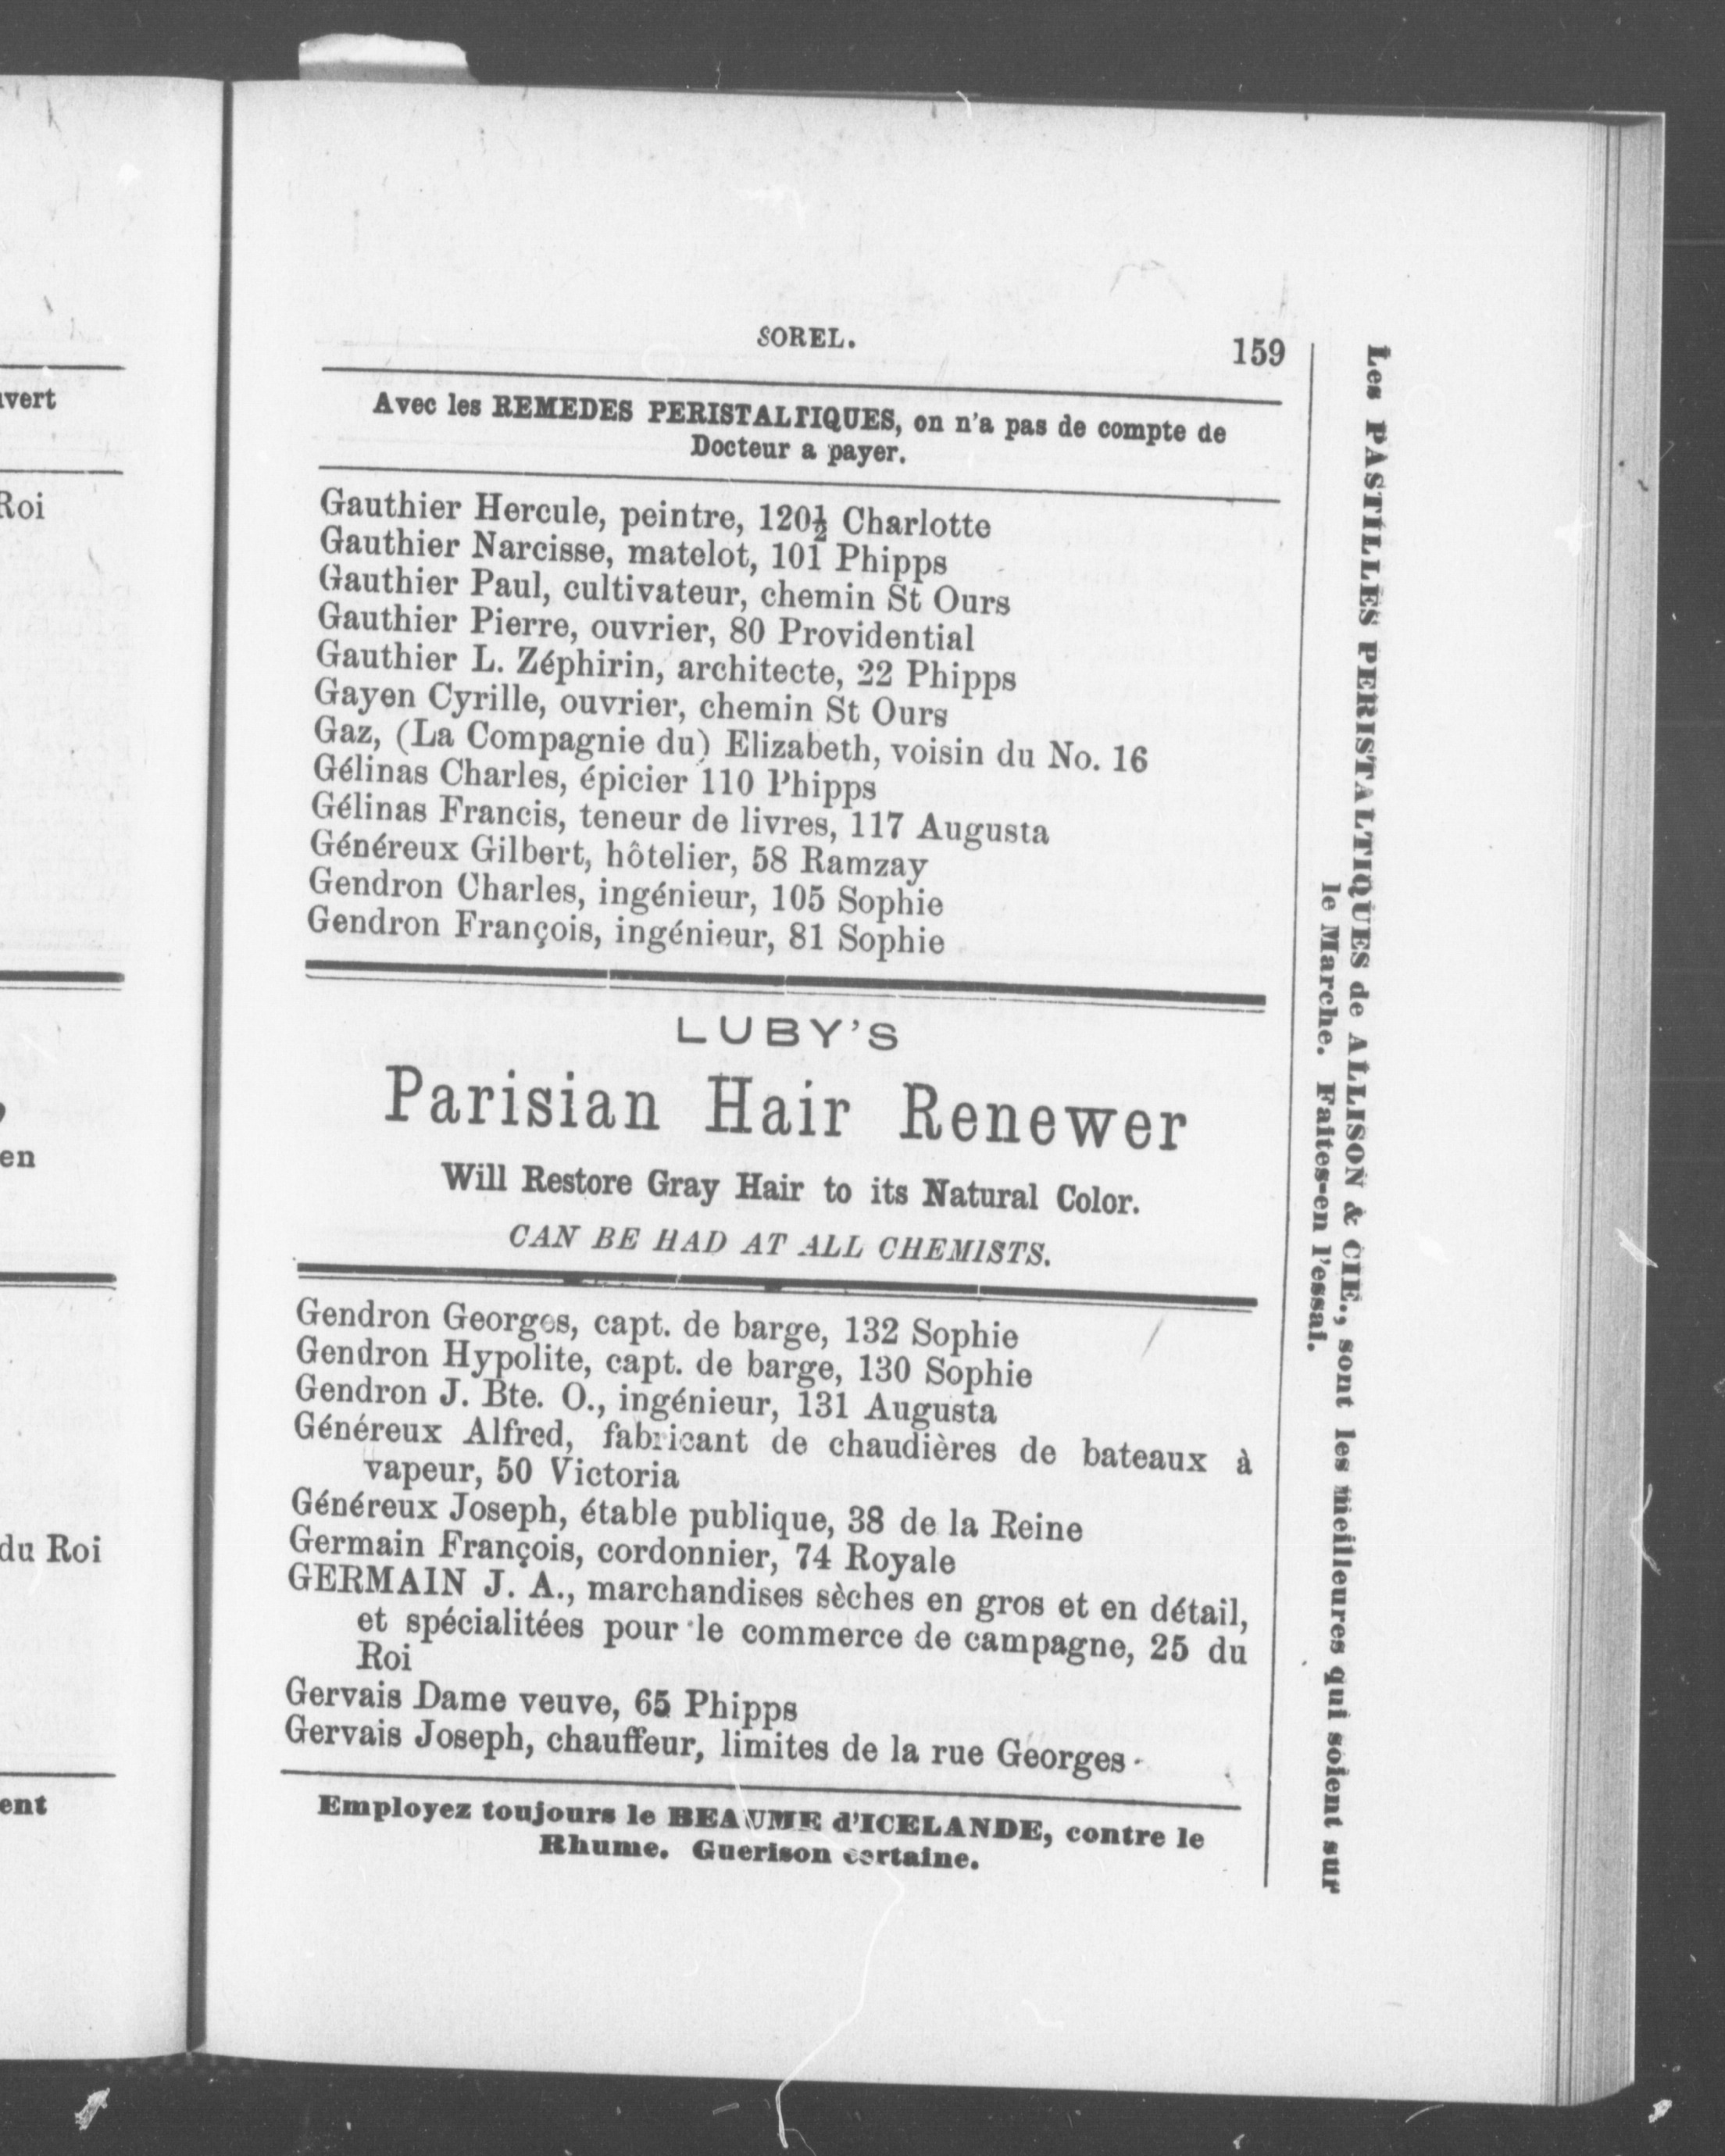 SOREL.
159
Avec les REMEDES PERISTALTIQUES, on n'a pas de compte de
Docteur a payer.
Gauthier Hercule, peintre, 120½ Charlotte
Gauthier Narcisse, matelot, 101 Phipps
Gauthier Paul, cultivateur, chemin St Ours
Gauthier Pierre, ouvrier, 80 Providential
Gauthier L. Zéphirin, architecte, 22 Phipps
Gayen Cyrille, ouvrier, chemin St Ours
Gaz, (La Compagnie du) Elizabeth, voisin du No. 16
Gélinas Charles, épicier 110 Phipps
Gélinas Francis, teneur de livres, 117 Augusta
Généreux Gilbert, hôtelier, 58 Ramzay
Gendron Charles, ingénieur, 105 Sophie
Gendron François, ingénieur, 81 Sophie
LUBY'S
Parisian Hair Renewer
Will Restore Gray Hair to its Natural Color.
CAN BE HAD AT ALL CHEMISTS.
Gendron Georges, capt. de barge, 132 Sophie
Gendron Hypolite, capt. de barge, 130 Sophie
Gendron J. Bte. O., ingénieur, 131 Augusta
Généreux Alfred, fabricant de chaudières de bateaux à
vapeur, 50 Victoria
Généreux Joseph, étable publique, 38 de la Reine
Germain François, cordonnier, 74 Royale
GERMAIN J. A., marchandises sèches en gros et en détail,
et spécialitées pour le commerce de campagne, 25 du
Roi
Gervais Dame veuve, 65 Phipps
Gervais Joseph, chauffeur, limites de la rue Georges
Employez toujours le BEAUME d'ICELANDE, contre le
Rhume. Guerison certaine.
Les PASTILLES PERISTALTIQUES de ALLISON & CIE., sont les meilleures qui soient sur
le Marche. Faites-en l'essai.
Roi
en
du Roi